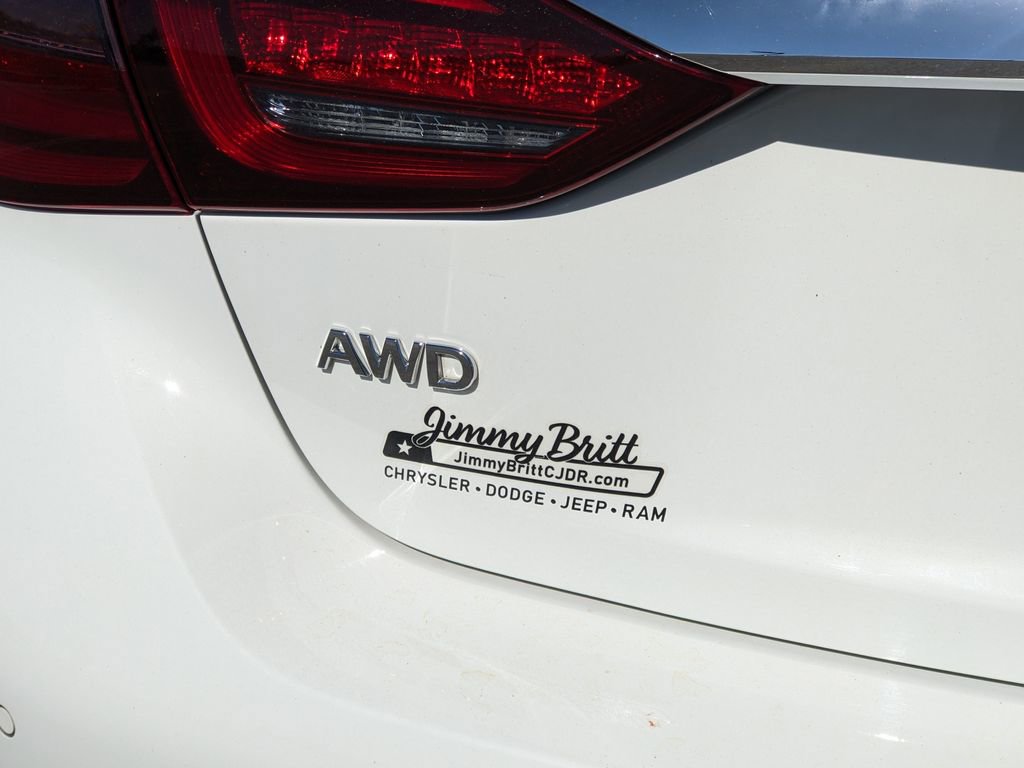 AWD
Jimmy Britt
JimmyBrittCJDR.com
CHRYSLER • DODGE • JEEP • RAM